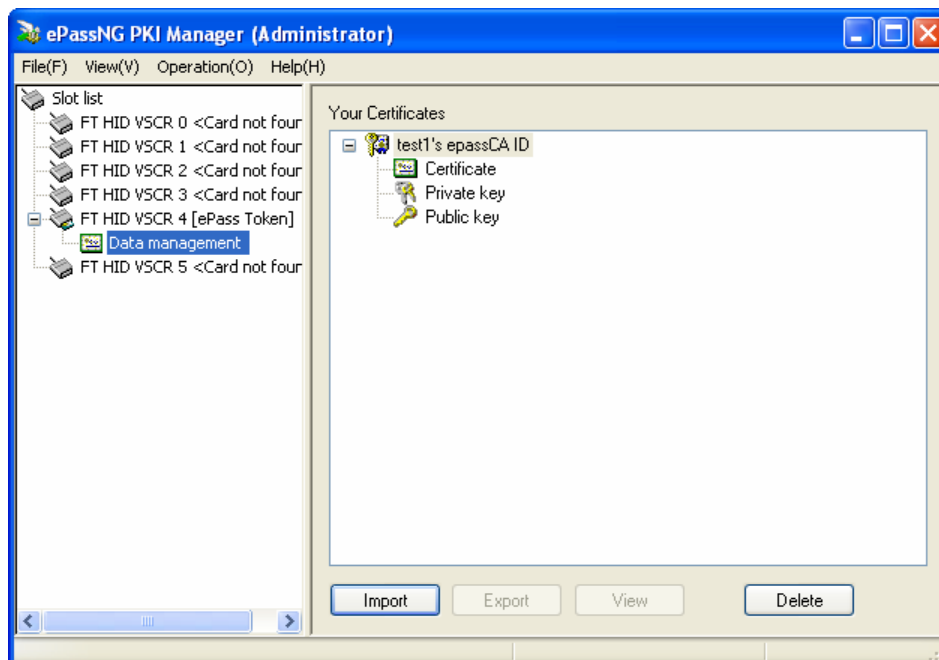 ePassNG PKI Manager (Administrator)
File(F) View(V) Operation(O) Help(H)
Slot list
FT HID VSCR 0 <Card not four
FT HID VSCR 1 <Card not four
FT HID VSCR 2 <Card not four
FT HID VSCR 3 <Card not four
FT HID VSCR 4 [ePass Token]
Data management
FT HID VSCR 5 <Card not four
Your Certificates
test1's epassCA ID
Certificate
Private key
Public key
Import Export View Delete